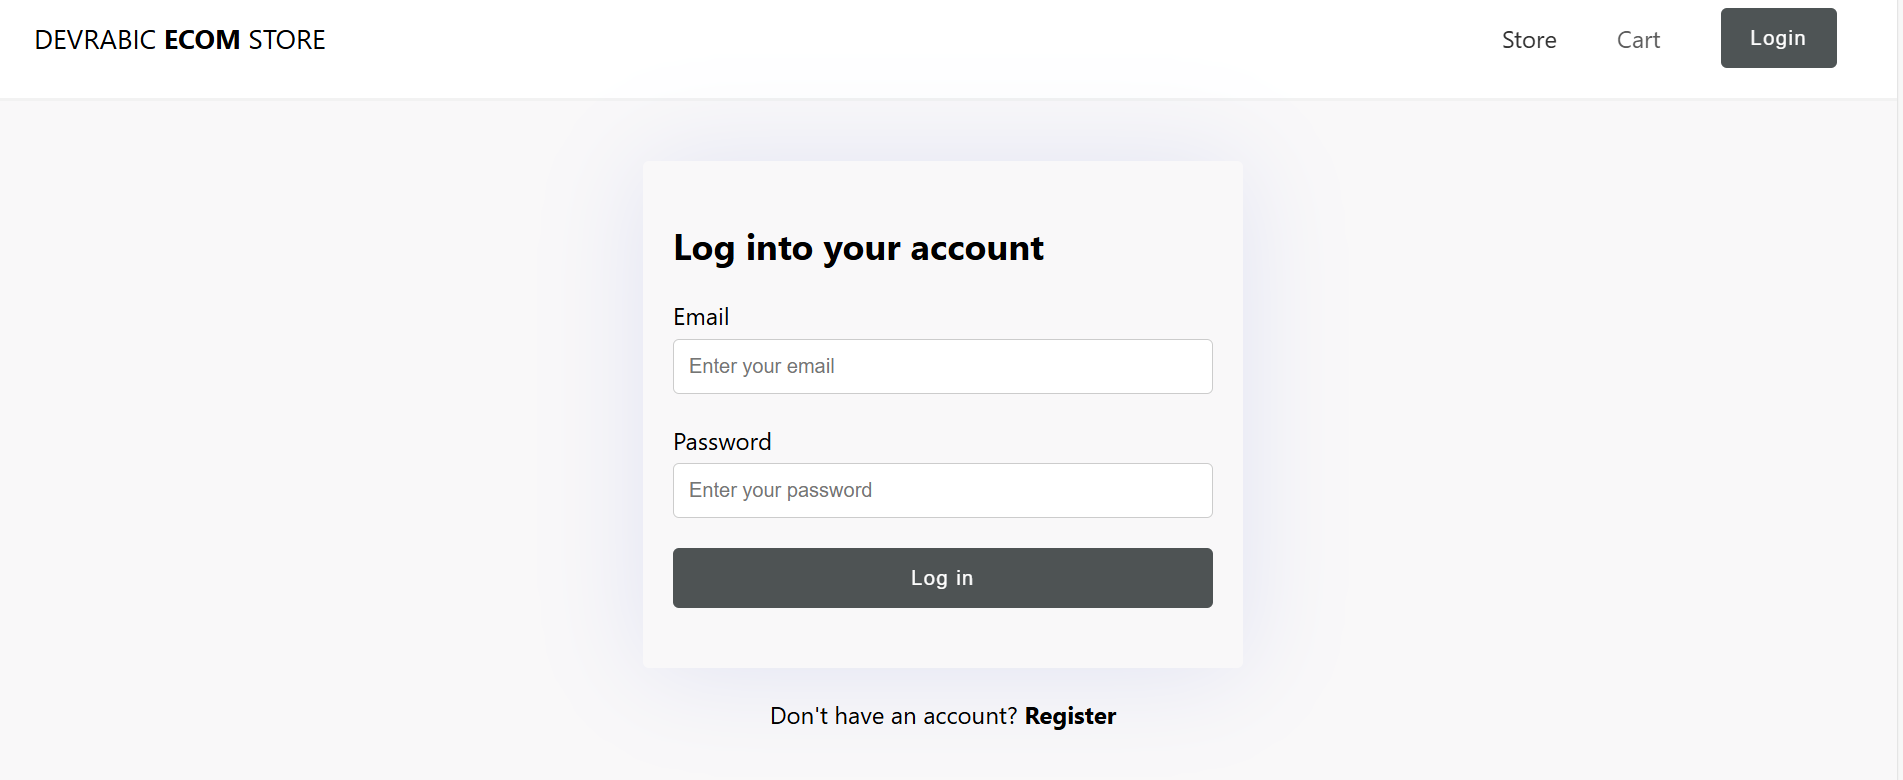 DEVRABIC ECOM STORE
Store
Cart
Login
Log into your account
Email
Enter your email
Password
Enter your password
Log in
Don't have an account? Register